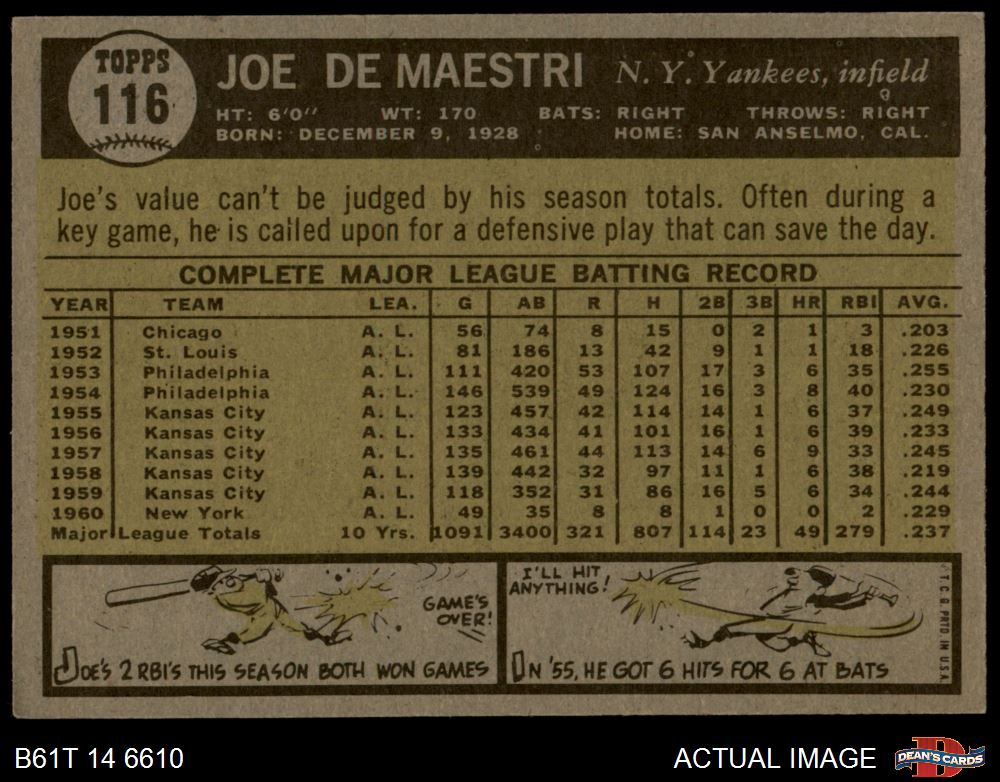 TOPPS
116
JOE DE MAESTRI N. Y. Yankees, infield
HT: 6'0" WT: 170 BATS: RIGHT THROWS: RIGHT
BORN: DECEMBER 9, 1928 HOME: SAN ANSELMO, CAL.
Joe's value can't be judged by his season totals. Often during a
key game, he is called upon for a defensive play that can save the day.
COMPLETE MAJOR LEAGUE BATTING RECORD
YEAR TEAM LEA. G AB R H 2B 3B HR RBI AVG.
1951 Chicago A. L. 56 74 8 15 0 2 1 3 .203
1952 St. Louis A. L. 81 186 13 42 9 1 1 18 .226
1953 Philadelphia A. L. 111 420 53 107 17 3 6 35 .255
1954 Philadelphia A. L. 146 539 49 124 16 3 8 40 .230
1955 Kansas City A. L. 123 457 42 114 14 1 6 37 .249
1956 Kansas City A. L. 133 434 41 101 16 1 6 39 .233
1957 Kansas City A. L. 135 461 44 113 14 6 9 33 .245
1958 Kansas City A. L. 139 442 32 97 11 1 6 38 .219
1959 Kansas City A. L. 118 352 31 86 16 5 6 34 .244
1960 New York A. L. 49 35 8 8 1 0 0 2 .229
Major League Totals 10 Yrs. 1091 3400 321 807 114 23 49 279 .237
GAME'S
OVER!
JOE'S 2 RBI'S THIS SEASON BOTH WON GAMES
I'LL HIT
ANYTHING!
IN '55, HE GOT 6 HITS FOR 6 AT BATS
T.C.G. PRTD. IN U.S.A.
B61T 14 6610
ACTUAL IMAGE
D
DEAN'S CARDS